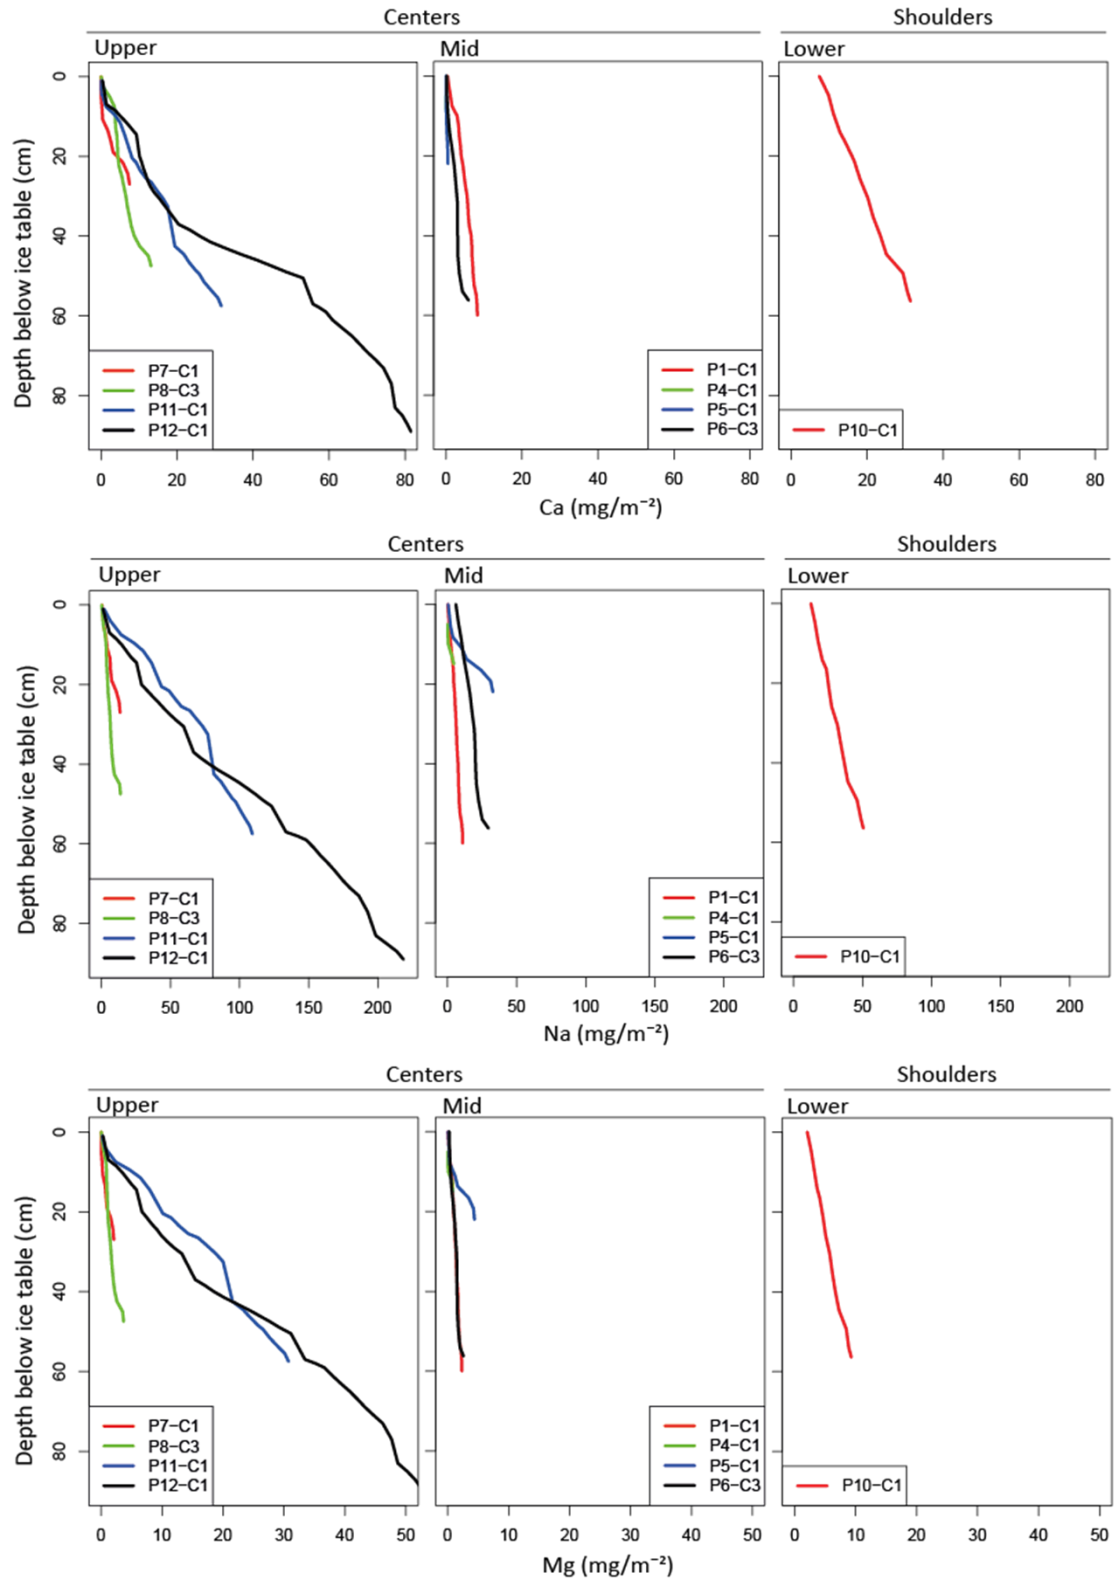 Centers Shoulders
Upper Mid Lower
Depth below ice table (cm)
0
20
40
60
80
P7−C1
P8−C3
P11−C1
P12−C1
P1−C1
P4−C1
P5−C1
P6−C3
P10−C1
0 20 40 60 80 0 20 40 60 80 0 20 40 60 80
Ca (mg/m⁻²)
Centers Shoulders
Upper Mid Lower
Depth below ice table (cm)
0
20
40
60
80
P7−C1
P8−C3
P11−C1
P12−C1
P1−C1
P4−C1
P5−C1
P6−C3
P10−C1
0 50 100 150 200 0 50 100 150 200 0 50 100 150 200
Na (mg/m⁻²)
Centers Shoulders
Upper Mid Lower
Depth below ice table (cm)
0
20
40
60
80
P7−C1
P8−C3
P11−C1
P12−C1
P1−C1
P4−C1
P5−C1
P6−C3
P10−C1
0 10 20 30 40 50 0 10 20 30 40 50 0 10 20 30 40 50
Mg (mg/m⁻²)